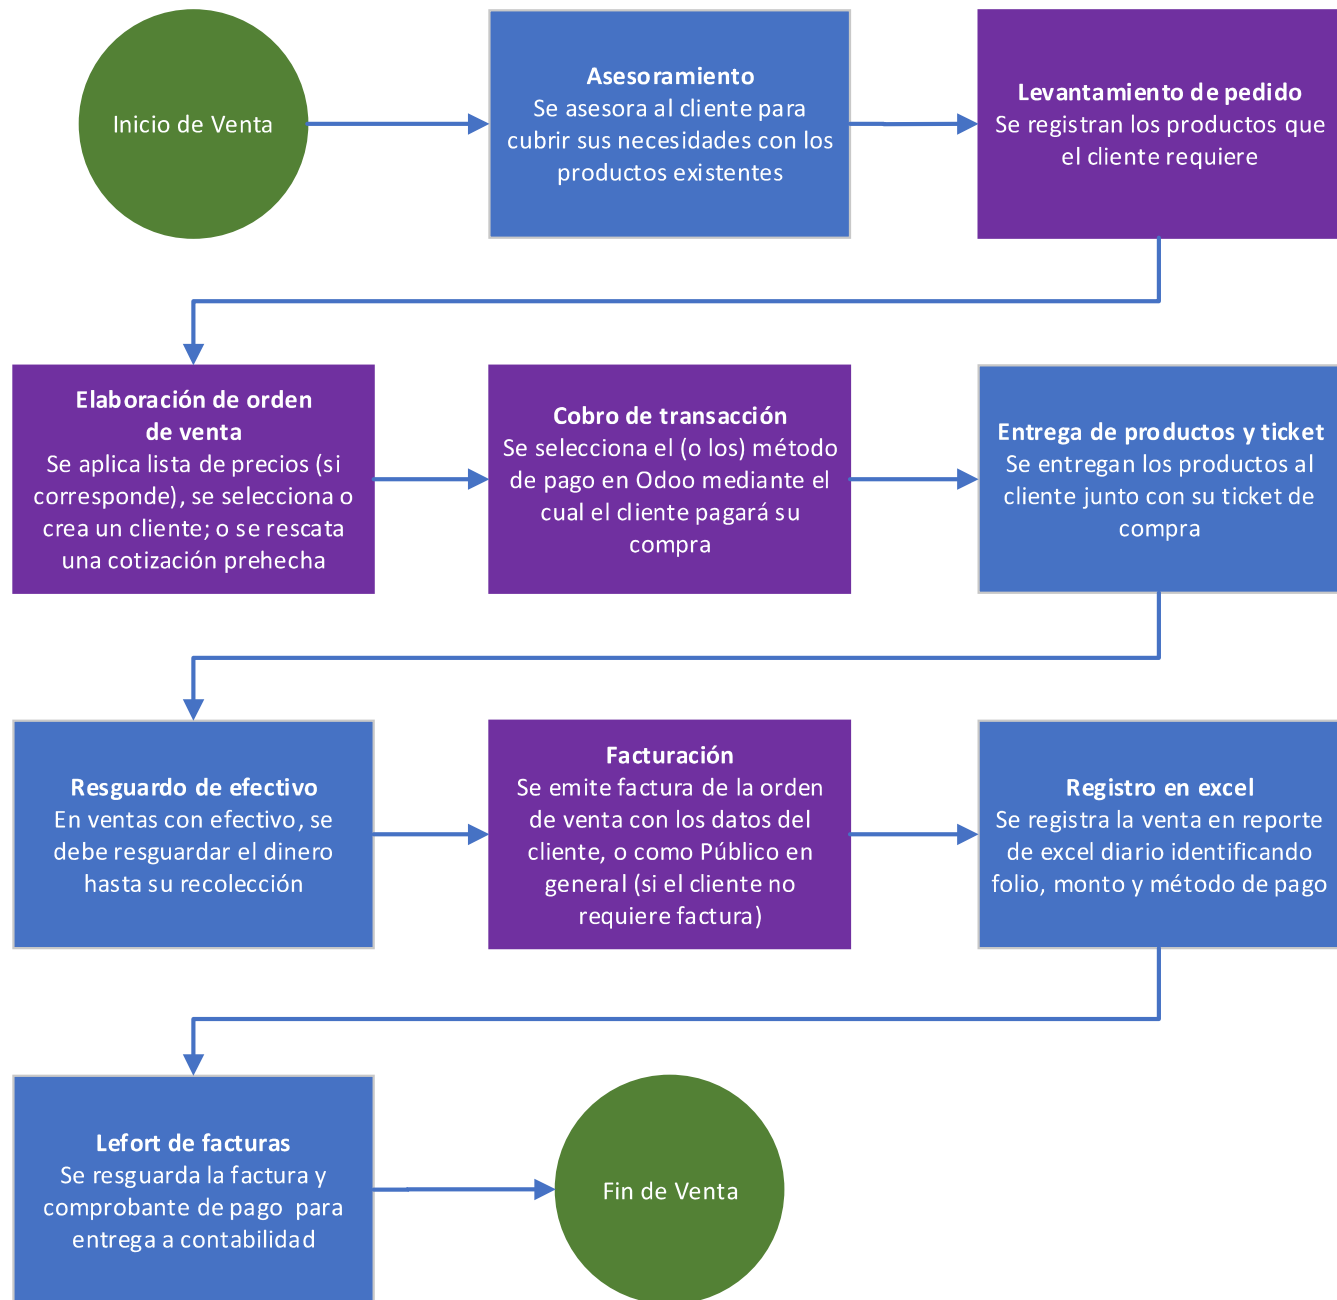 Inicio de Venta
Asesoramiento
Se asesora al cliente para
cubrir sus necesidades con los
productos existentes
Levantamiento de pedido
Se registran los productos que
el cliente requiere
Elaboración de orden
de venta
Se aplica lista de precios (si
corresponde), se selecciona o
crea un cliente; o se rescata
una cotización prehecha
Cobro de transacción
Se selecciona el (o los) método
de pago en Odoo mediante el
cual el cliente pagará su
compra
Entrega de productos y ticket
Se entregan los productos al
cliente junto con su ticket de
compra
Resguardo de efectivo
En ventas con efectivo, se
debe resguardar el dinero
hasta su recolección
Facturación
Se emite factura de la orden
de venta con los datos del
cliente, o como Público en
general (si el cliente no
requiere factura)
Registro en excel
Se registra la venta en reporte
de excel diario identificando
folio, monto y método de pago
Lefort de facturas
Se resguarda la factura y
comprobante de pago  para
entrega a contabilidad
Fin de Venta